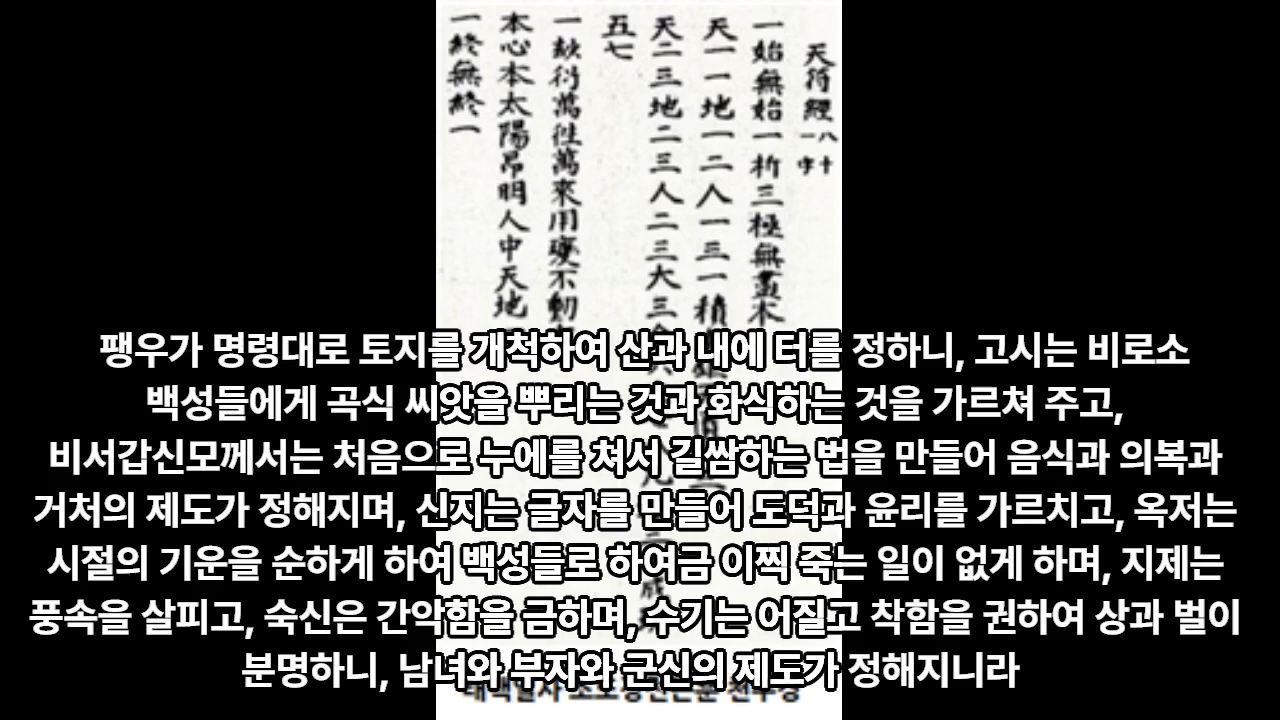 天符經 八十一字
一始無始一析三極無盡本
天一一地一二人一三一積
天二三地二三人二三大三
五七
一玅衍萬往萬來用變不動
本心本太陽昂明人中天地
一終無終一
팽우가 명령대로 토지를 개척하여 산과 내에 터를 정하니, 고시는 비로소
백성들에게 곡식 씨앗을 뿌리는 것과 화식하는 것을 가르쳐 주고,
비서갑신모께서는 처음으로 누에를 쳐서 길쌈하는 법을 만들어 음식과 의복과
거처의 제도가 정해지며, 신지는 글자를 만들어 도덕과 윤리를 가르치고, 옥저는
시절의 기운을 순하게 하여 백성들로 하여금 이찍 죽는 일이 없게 하며, 지제는
풍속을 살피고, 숙신은 간악함을 금하며, 수기는 어질고 착함을 권하여 상과 벌이
분명하니, 남녀와 부자와 군신의 제도가 정해지니라